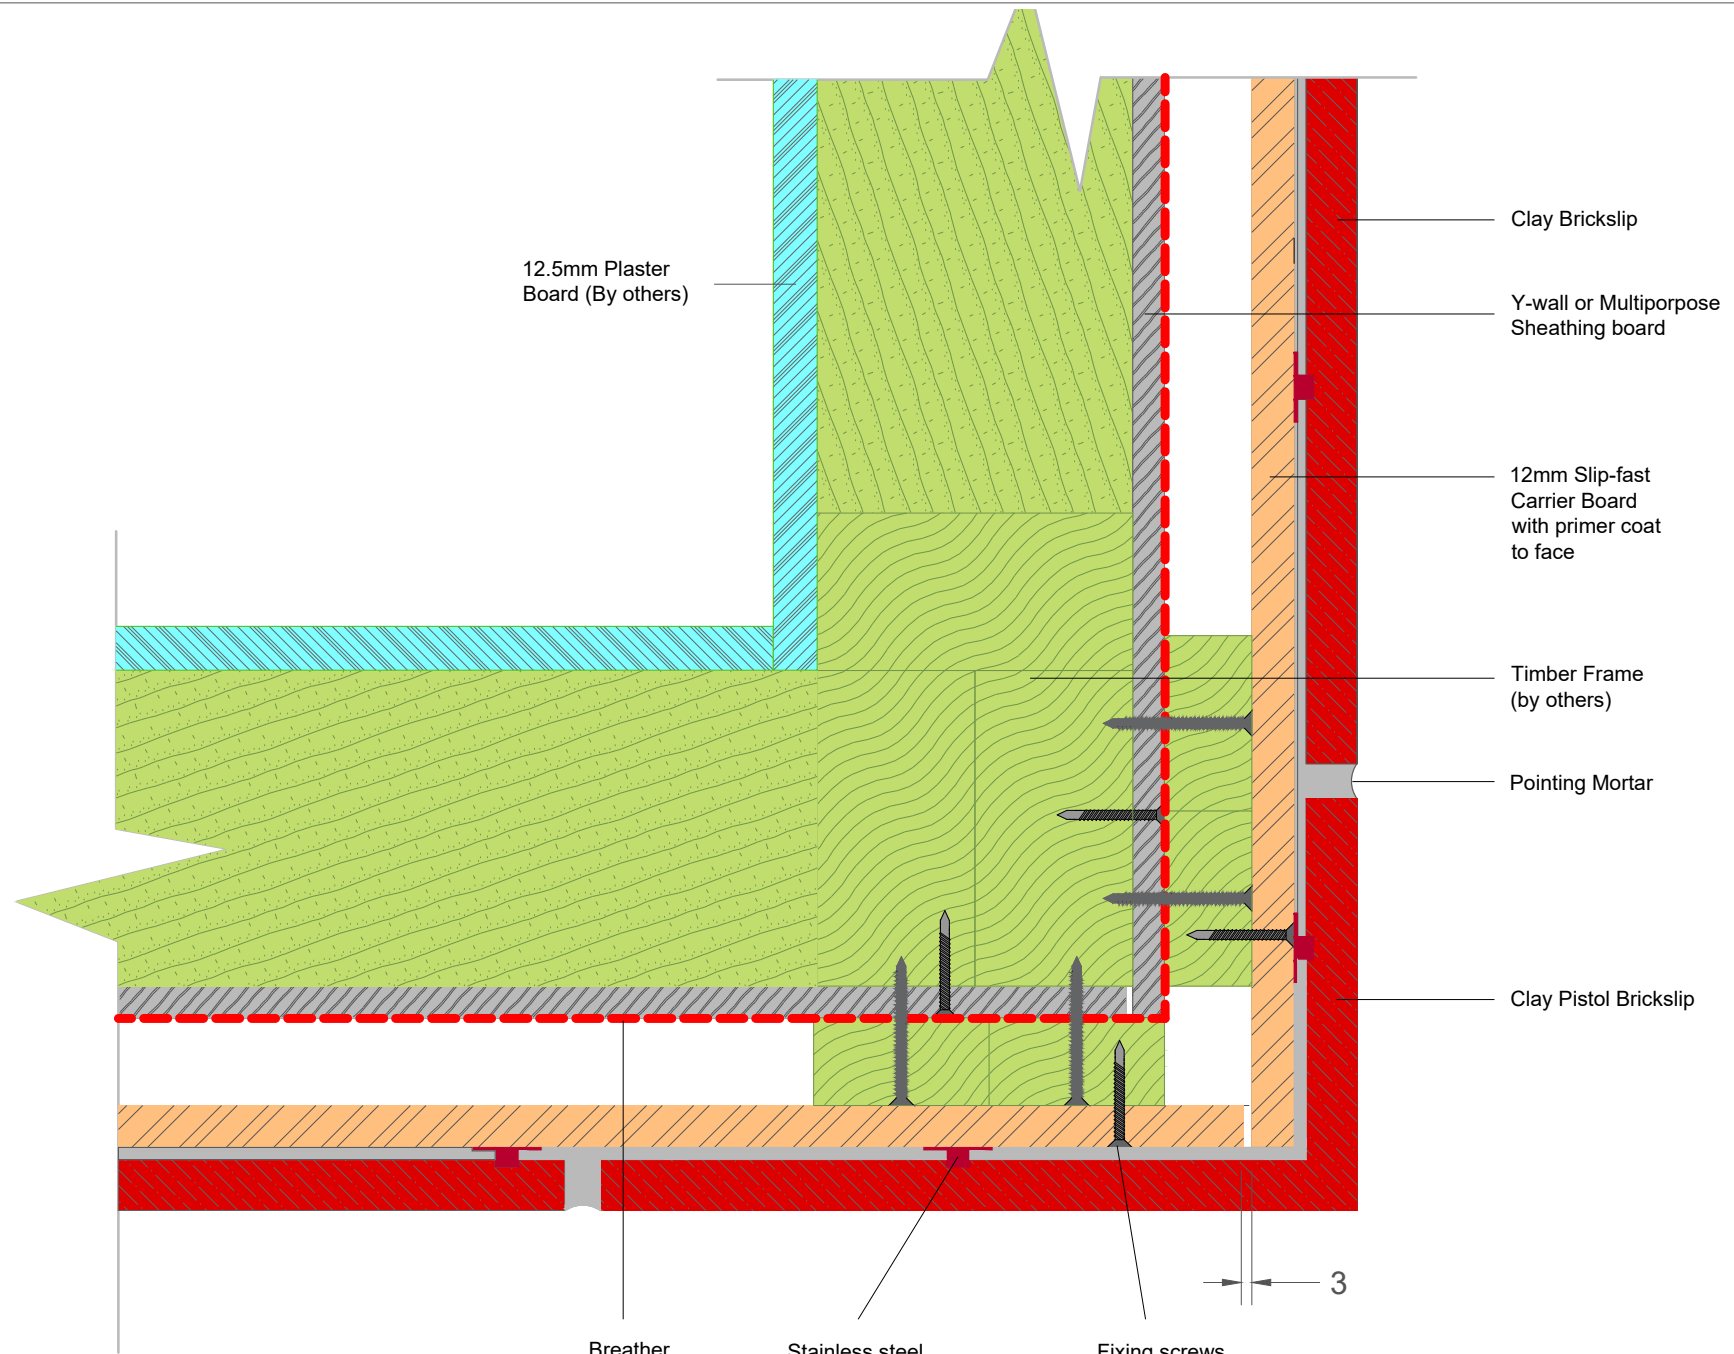 12.5mm Plaster
Board (By others)
Clay Brickslip
Y-wall or Multiporpose
Sheathing board
12mm Slip-fast
Carrier Board
with primer coat
to face
Timber Frame
(by others)
Pointing Mortar
Clay Pistol Brickslip
3
Breather
Stainless steel
Fixing screws